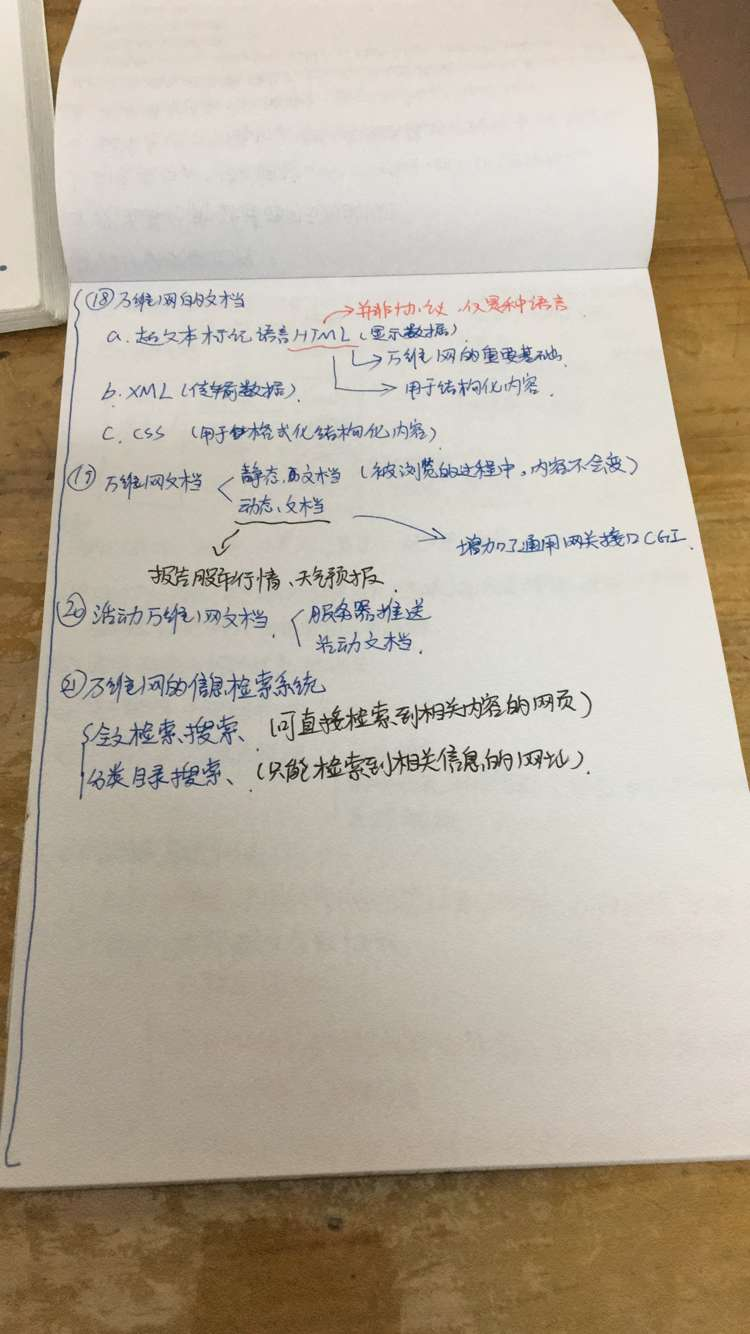 ⑱万维网的文档
→并非协议,仅是种语言
a.超文本标记语言HTML(显示数据)
→万维网的重要基础.
b.XML(传输数据).
→用于结构化内容.
C.CSS (用于格式化结构化内容)
⑲万维网文档 静态文档 (被浏览的过程中,内容不会变)
动态文档
增加了通用网关接口CGI.
报告股市行情、天气预报.
⑳活动万维网文档 服务器推送
活动文档.
㉑万维网的信息检索系统
全文检索搜索、(可直接检索到相关内容的网页)
分类目录搜索、(只能检索到相关信息的网址).